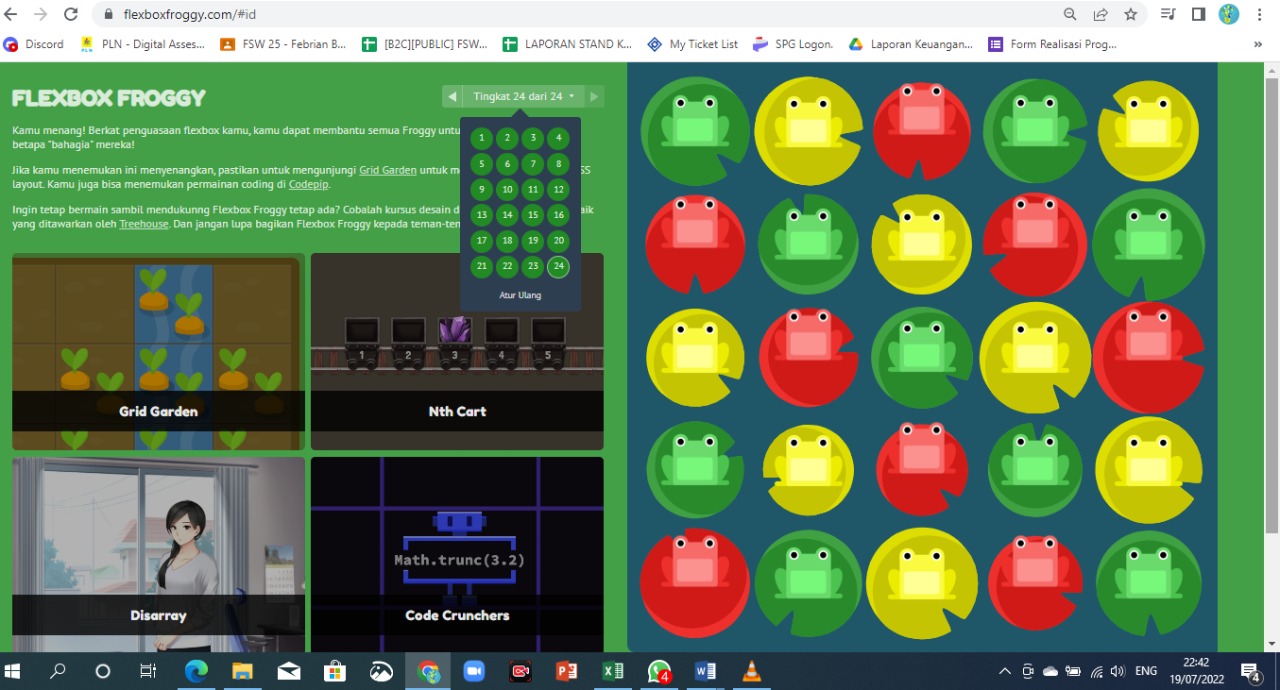 flexboxfroggy.com/#id
Discord
PLN - Digital Asses...
FSW 25 - Febrian B...
[B2C][PUBLIC] FSW...
LAPORAN STAND K...
My Ticket List
SPG Logon.
Laporan Keuangan...
Form Realisasi Prog...
»
FLEXBOX FROGGY
Tingkat 24 dari 24
Kamu menang! Berkat penguasaan flexbox kamu, kamu dapat membantu semua Froggy untu
betapa "bahagia" mereka!
Jika kamu menemukan ini menyenangkan, pastikan untuk mengunjungi Grid Garden untuk me SS
layout. Kamu juga bisa menemukan permainan coding di Codepip.
Ingin tetap bermain sambil mendukunng Flexbox Froggy tetap ada? Cobalah kursus desain d aik
yang ditawarkan oleh Treehouse. Dan jangan lupa bagikan Flexbox Froggy kepada teman-ten
1 2 3 4
5 6 7 8
9 10 11 12
13 14 15 16
17 18 19 20
21 22 23 24
Atur Ulang
1 2 3 4 5
Grid Garden
Nth Cart
Math.trunc(3.2)
Disarray
Code Crunchers
4
ENG
22:42
19/07/2022
4